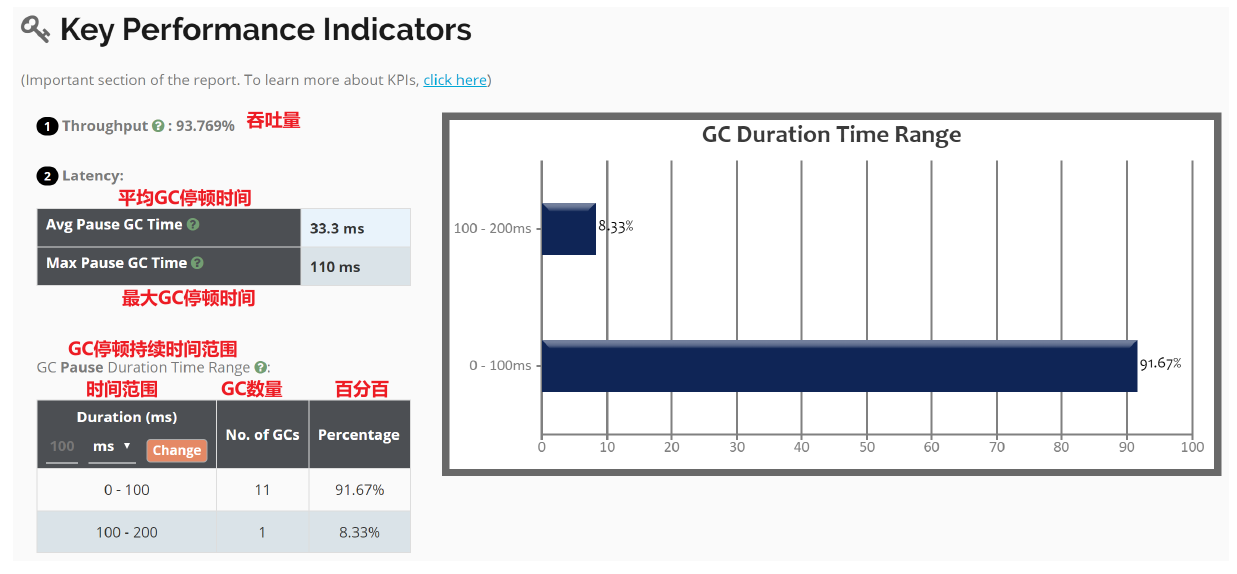 Key Performance Indicators
(Important section of the report. To learn more about KPIs, click here)
1 Throughput ? : 93.769% 吞吐量
2 Latency:
平均GC停顿时间
Avg Pause GC Time ? 33.3 ms
Max Pause GC Time ? 110 ms
最大GC停顿时间
GC停顿持续时间范围
GC Pause Duration Time Range ?:
时间范围 GC数量 百分百
Duration (ms) No. of GCs Percentage
100 ms ▼ Change
0 - 100 11 91.67%
100 - 200 1 8.33%
GC Duration Time Range
100 - 200ms 8.33%
0 - 100ms 91.67%
0 10 20 30 40 50 60 70 80 90 100